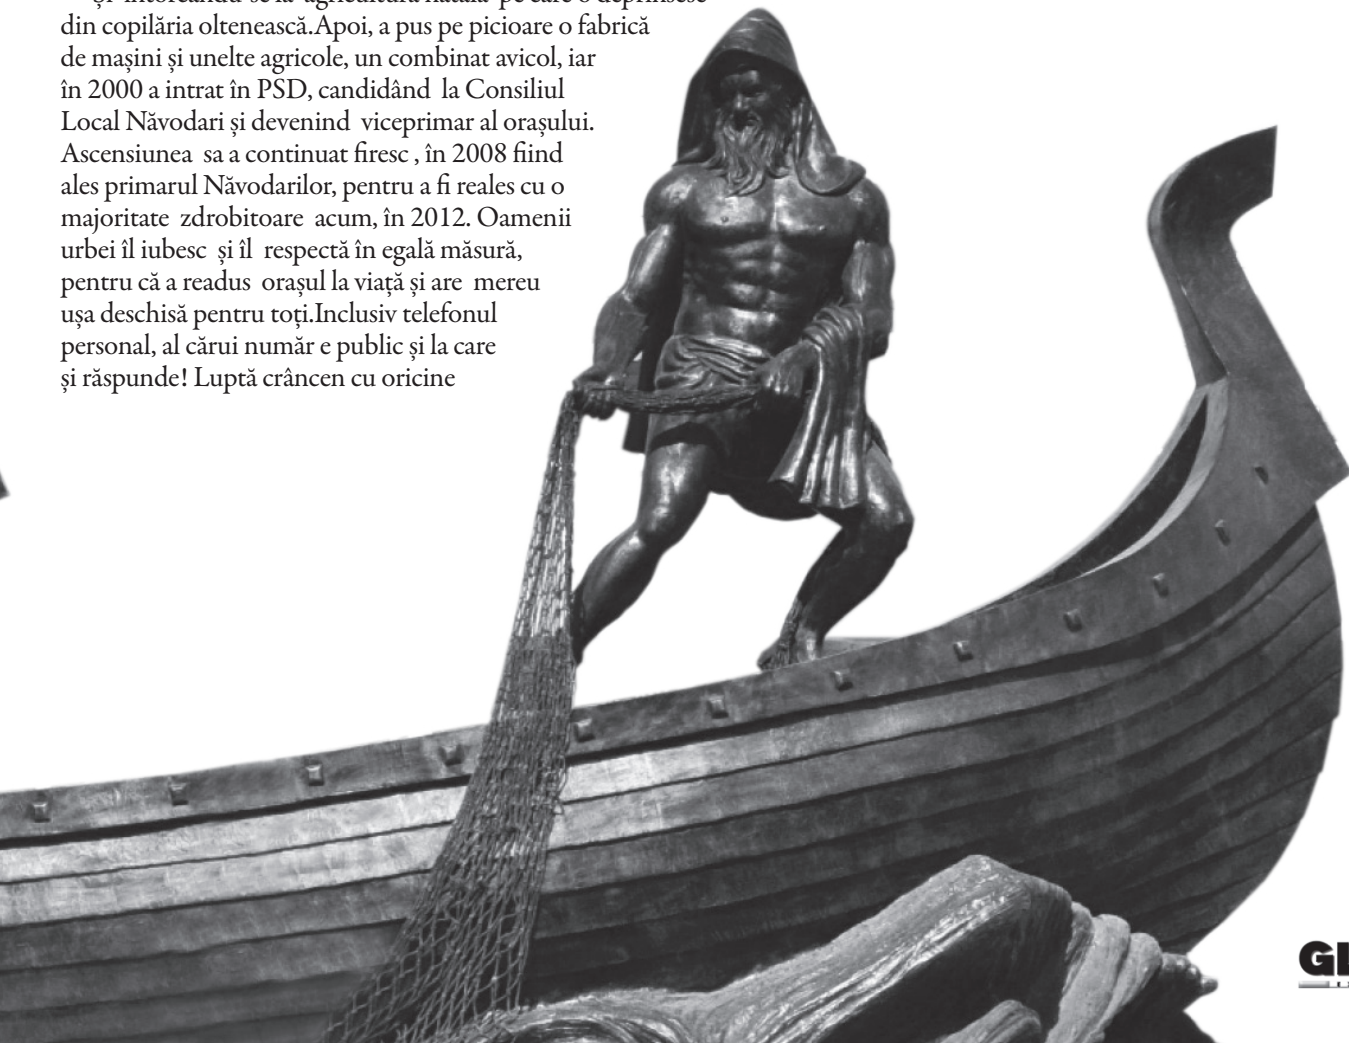 din copilăria oltenească.Apoi, a pus pe picioare o fabrică
de mașini și unelte agricole, un combinat avicol, iar
în 2000 a intrat în PSD, candidând  la Consiliul
Local Năvodari și devenind  viceprimar al orașului.
Ascensiunea  sa a continuat firesc , în 2008 fiind
ales primarul Năvodarilor, pentru a fi reales cu o
majoritate  zdrobitoare  acum, în 2012. Oamenii
urbei îl iubesc  și îl  respectă în egală măsură,
pentru că a readus  orașul la viață și are  mereu
ușa deschisă pentru toți.Inclusiv telefonul
personal, al cărui număr e public și la care
și răspunde! Luptă crâncen cu oricine